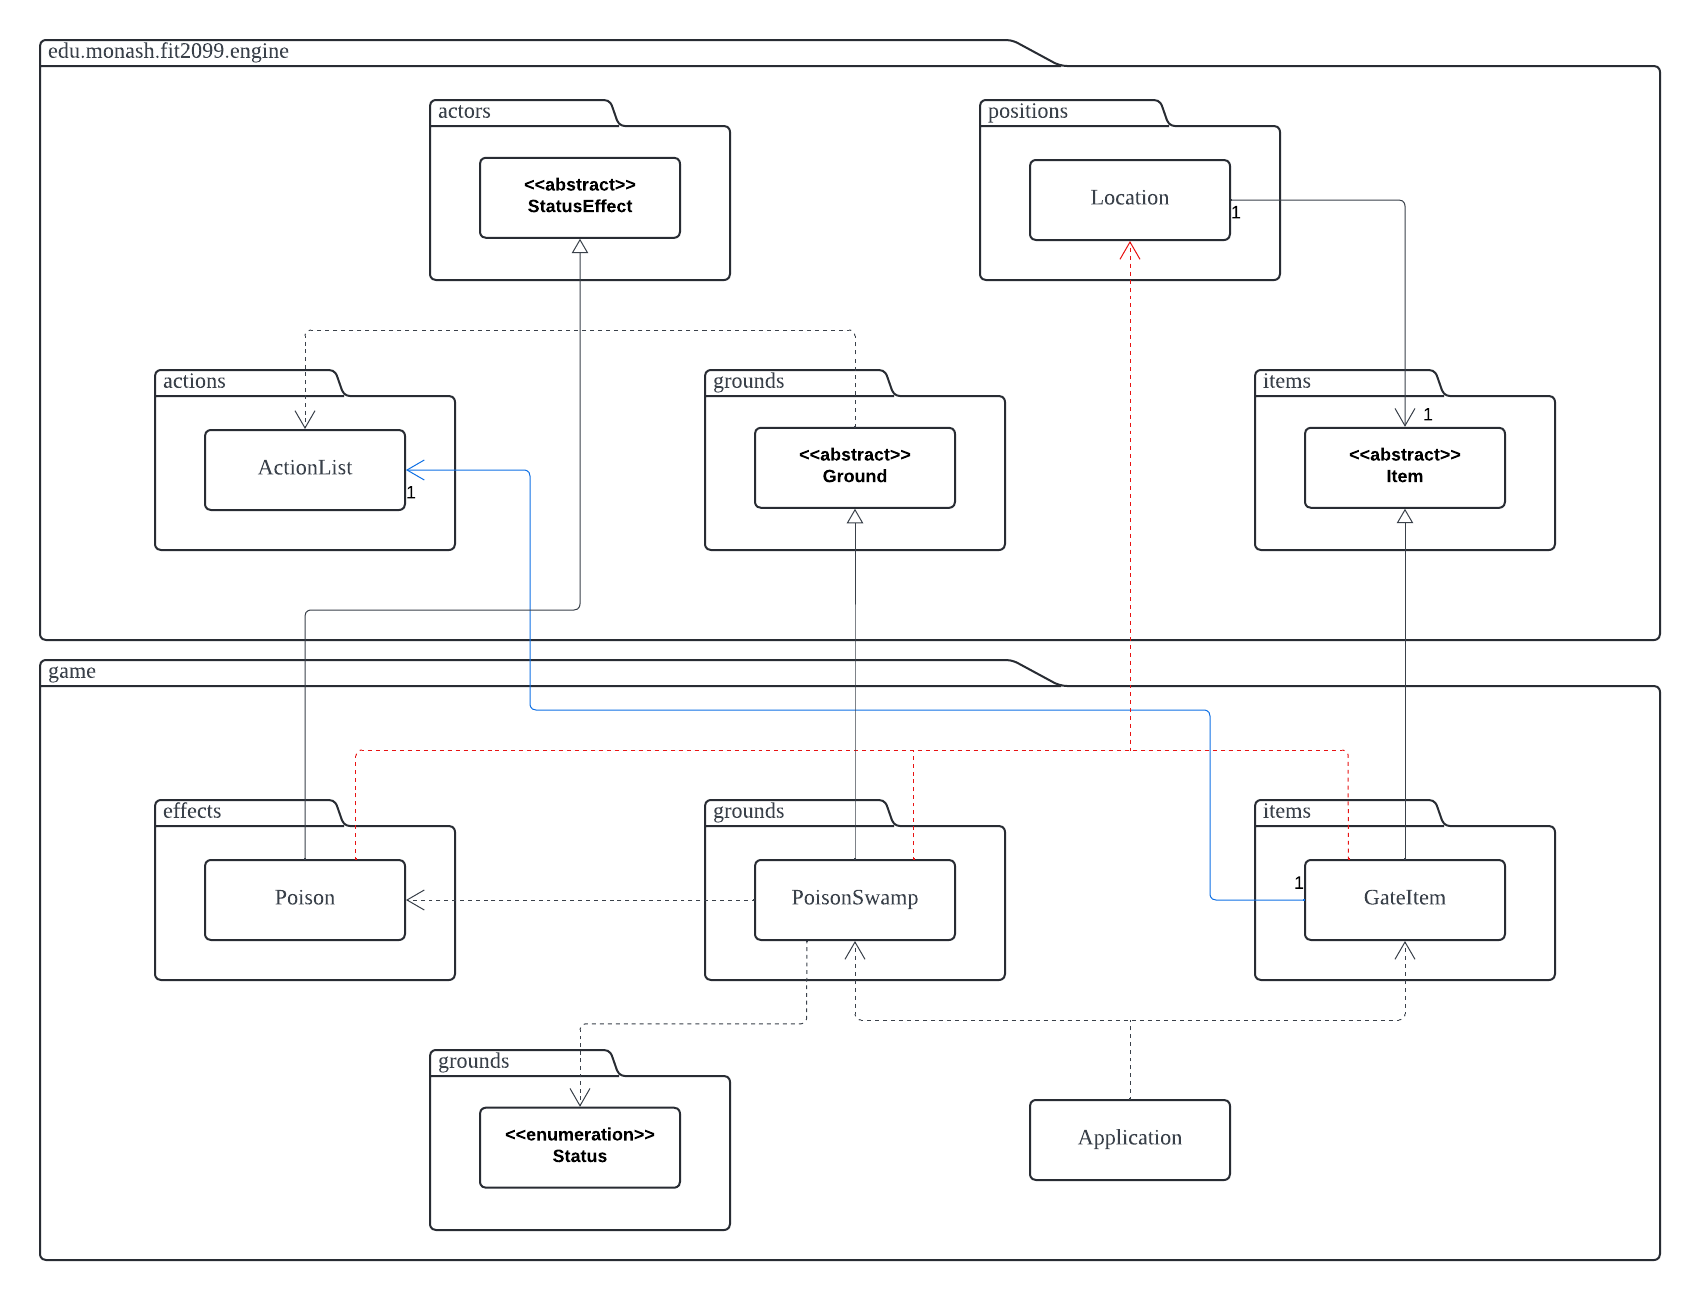 edu.monash.fit2099.engine
actors
positions
<<abstract>>
StatusEffect
Location
1
actions
grounds
items
1
ActionList
<<abstract>>
Ground
<<abstract>>
Item
1
game
effects
grounds
items
Poison
PoisonSwamp
1
GateItem
grounds
<<enumeration>>
Status
Application